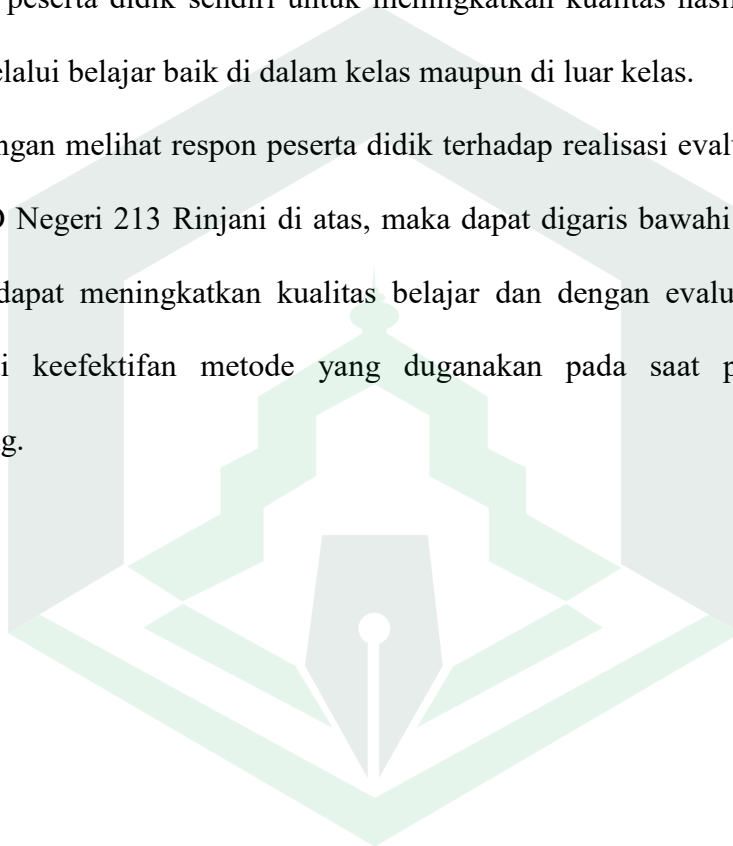 peserta didik sendiri untuk meningkatkan kualitas hasil
elalui belajar baik di dalam kelas maupun di luar kelas.
ngan melihat respon peserta didik terhadap realisasi eval
Negeri 213 Rinjani di atas, maka dapat digaris bawahi
dapat meningkatkan kualitas belajar dan dengan evalu
i keefektifan metode yang duganakan pada saat p
g.